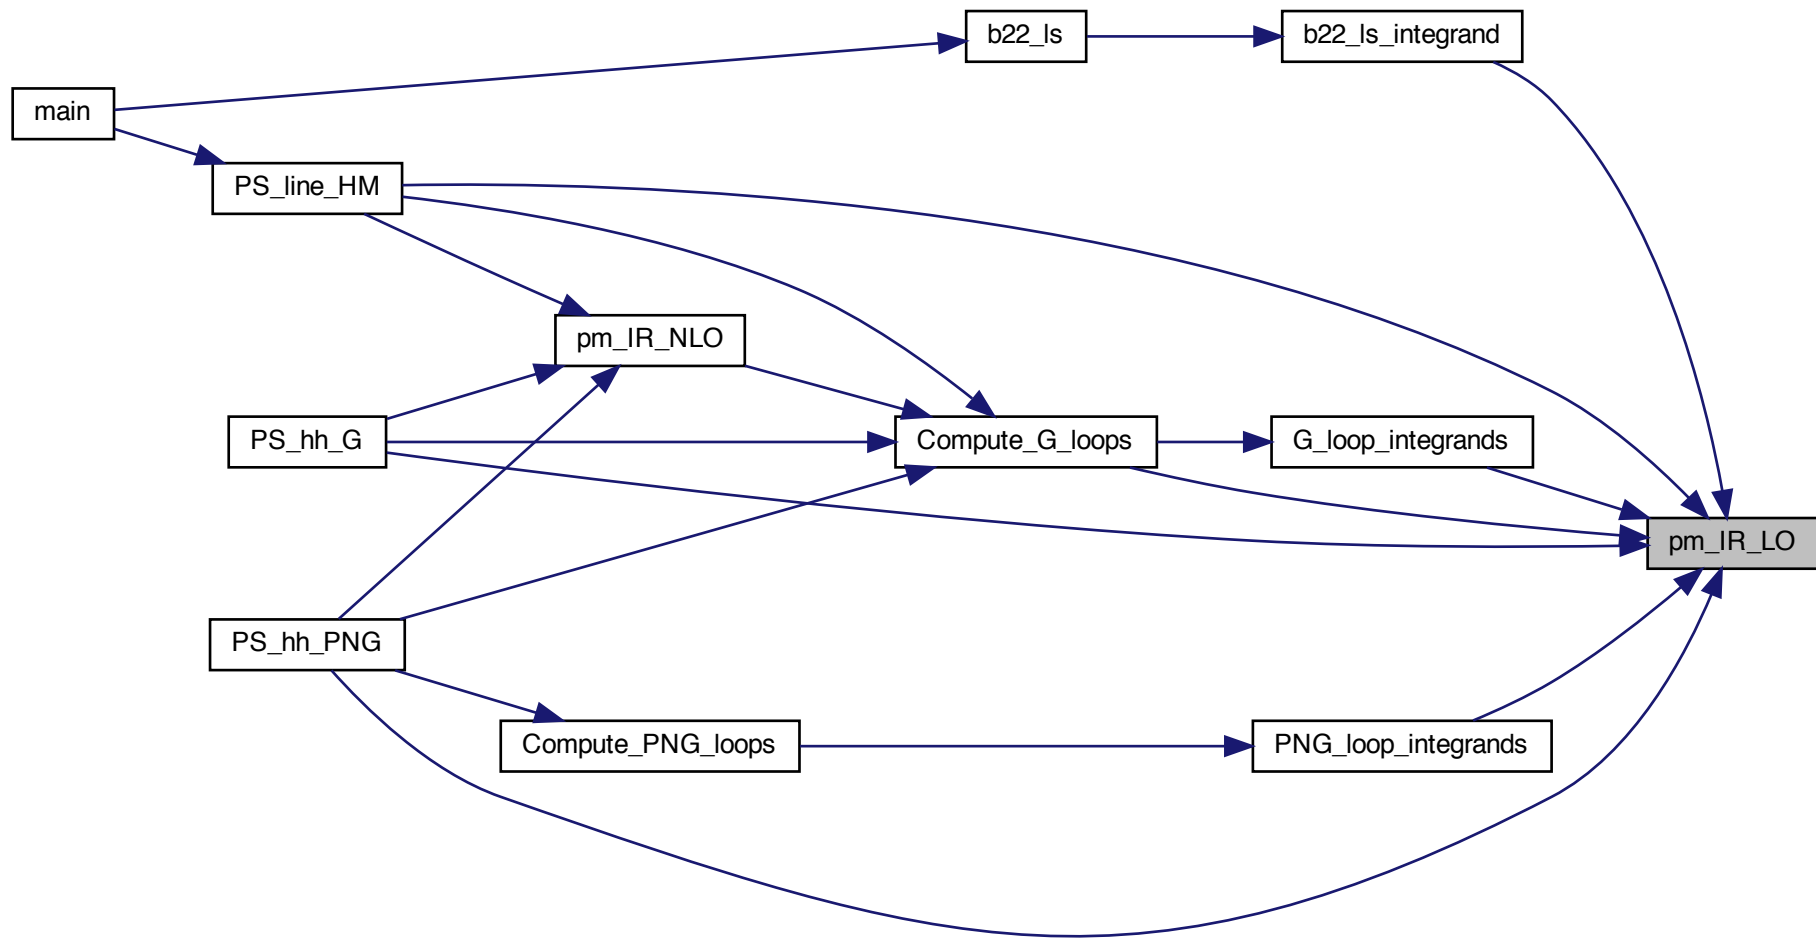 b22_ls
b22_ls_integrand
main
PS_line_HM
pm_IR_NLO
PS_hh_G
Compute_G_loops
G_loop_integrands
pm_IR_LO
PS_hh_PNG
Compute_PNG_loops
PNG_loop_integrands